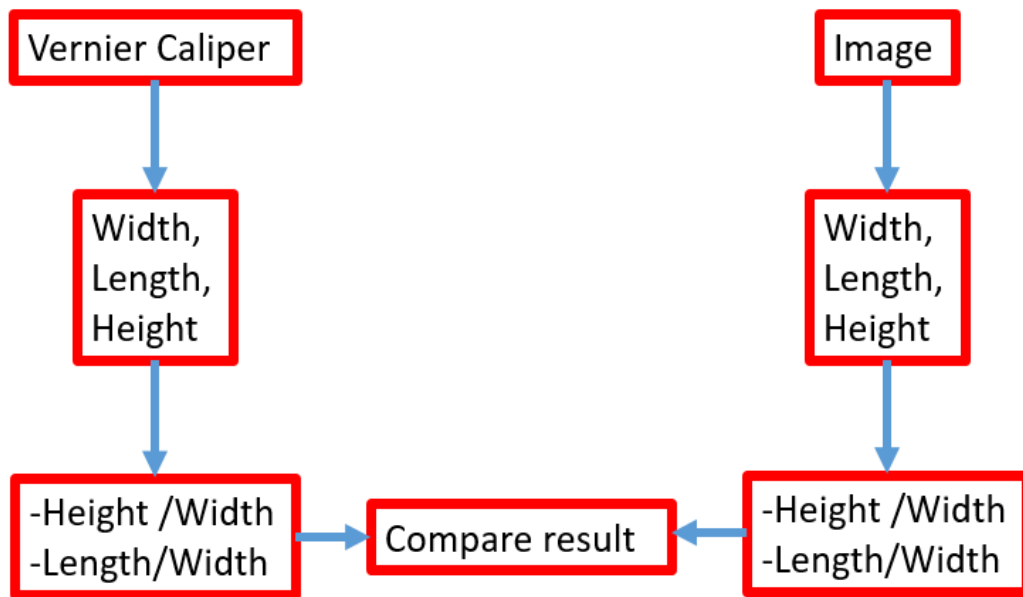 Vernier Caliper
Image
Width,
Length,
Height
Width,
Length,
Height
-Height /Width
-Length/Width
Compare result
-Height /Width
-Length/Width